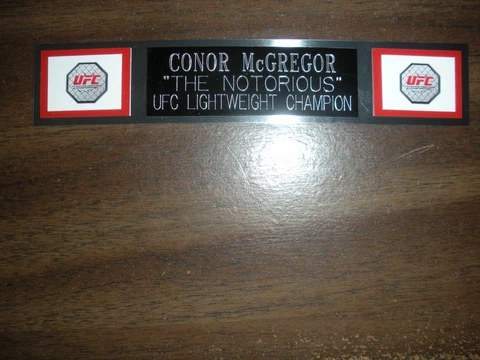 UFC
CONOR McGREGOR
"THE NOTORIOUS"
UFC LIGHTWEIGHT CHAMPION
UFC